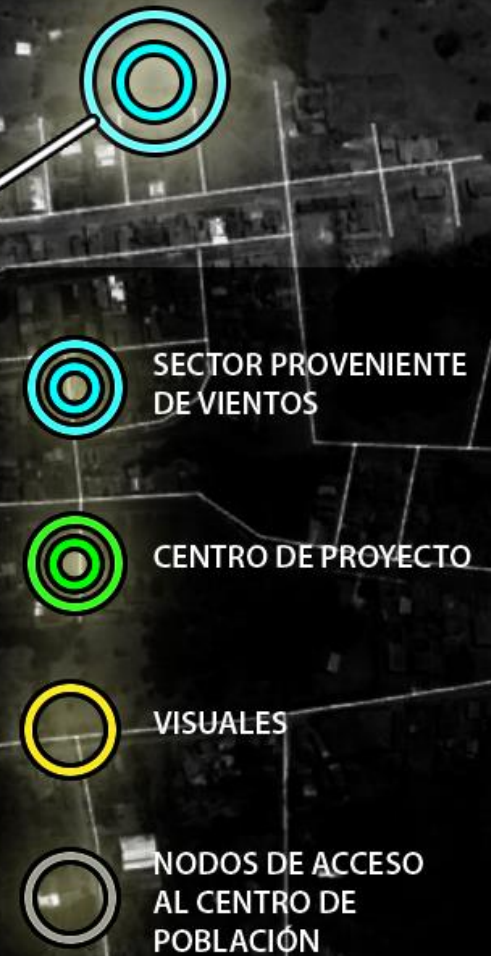 SECTOR PROVENIENTE
DE VIENTOS
CENTRO DE PROYECTO
VISUALES
NODOS DE ACCESO
AL CENTRO DE
POBLACIÓN